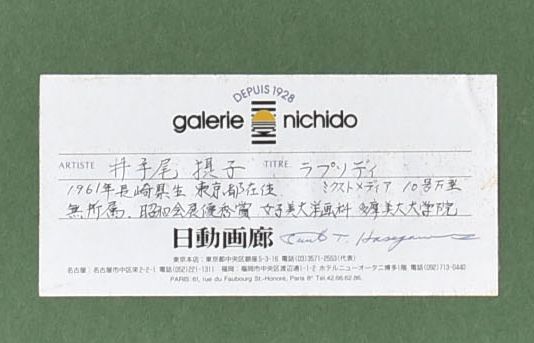 DEPUIS 1928
galerie nichido
ARTISTE 井手尾 摂子 TITRE ラプソディ
1961年長崎県生 東京都在住 ミクストメディア 10号万型
無所属. 昭和会展優秀賞 女子美大洋画科 多摩美大大学院
日動画廊 T. Hasegawa
東京本店:東京都中央区銀座5-3-16 電話(03)3571-2553(代表)
名古屋:名古屋市中区栄2-2-1 電話(052)221-1311 福岡:福岡市中央区渡辺通1-1-2 ホテルニューオータニ博多1階 電話(092)713-0440
PARIS: 61, rue du Faubourg St.-Honoré, Paris 8e Tél.42.66.62.86.